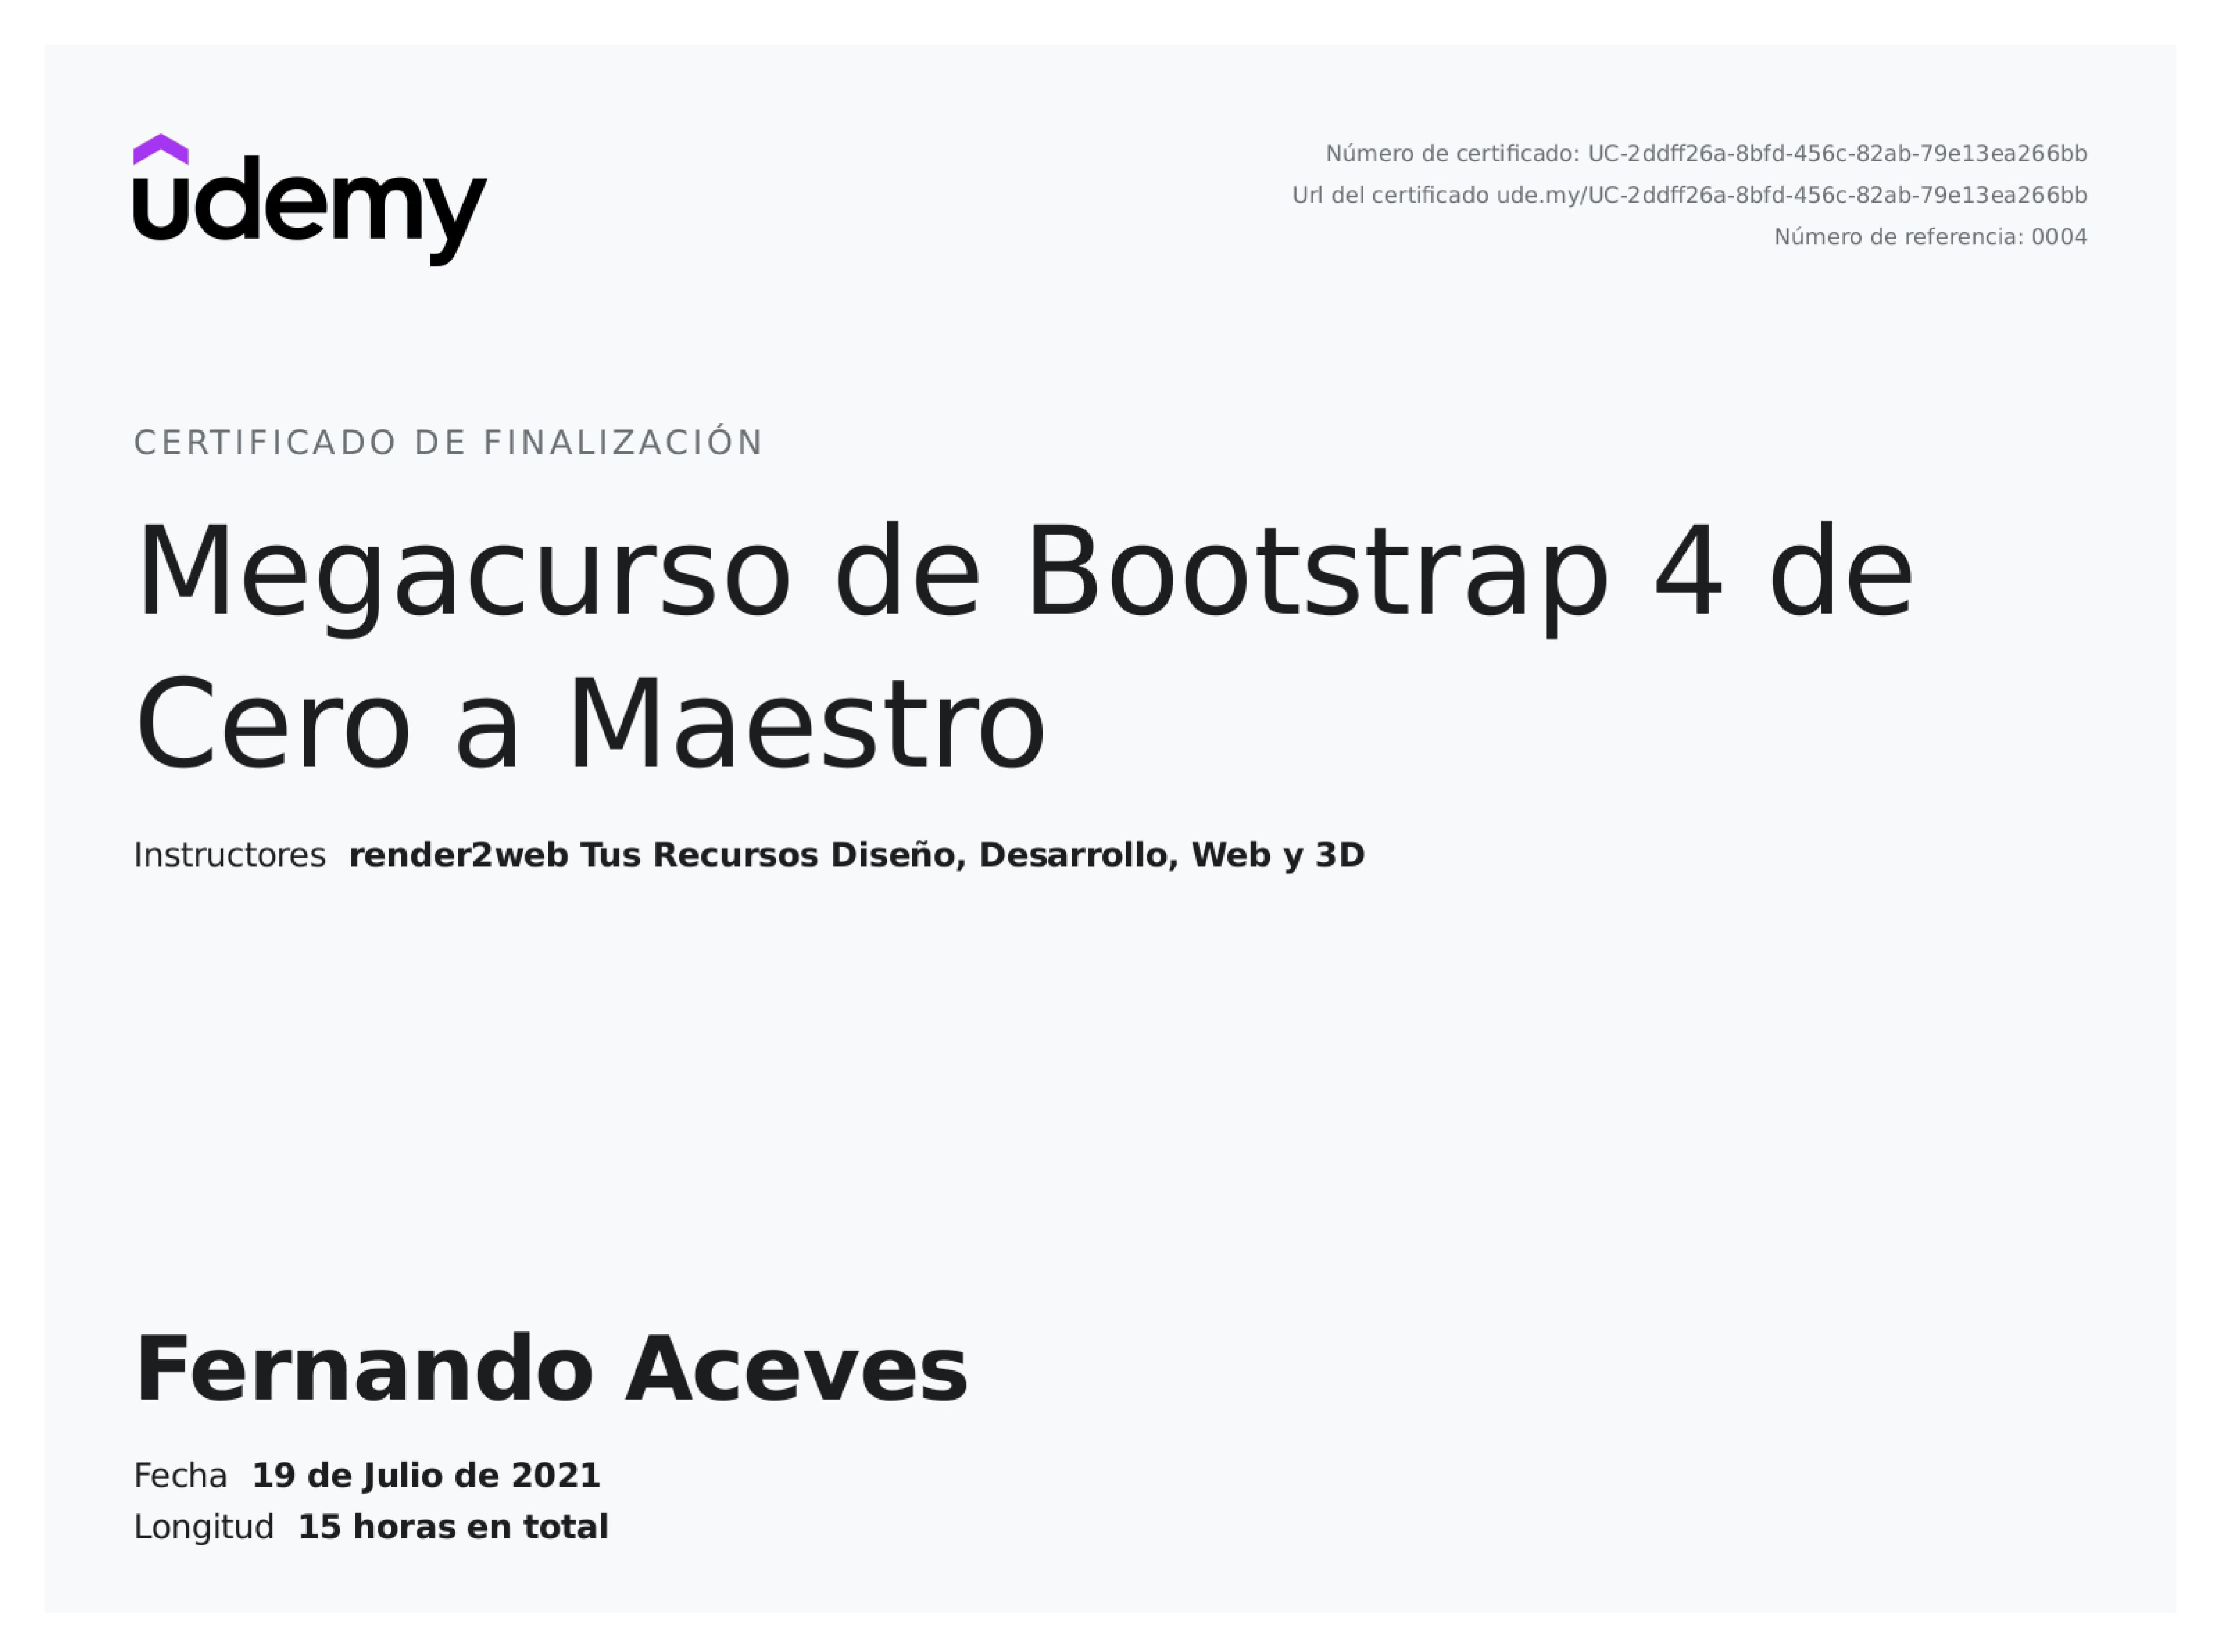 udemy
Número de certificado: UC-2ddff26a-8bfd-456c-82ab-79e13ea266bb
Url del certificado ude.my/UC-2ddff26a-8bfd-456c-82ab-79e13ea266bb
Número de referencia: 0004
CERTIFICADO DE FINALIZACIÓN
Megacurso de Bootstrap 4 de
Cero a Maestro
Instructores render2web Tus Recursos Diseño, Desarrollo, Web y 3D
Fernando Aceves
Fecha 19 de Julio de 2021
Longitud 15 horas en total